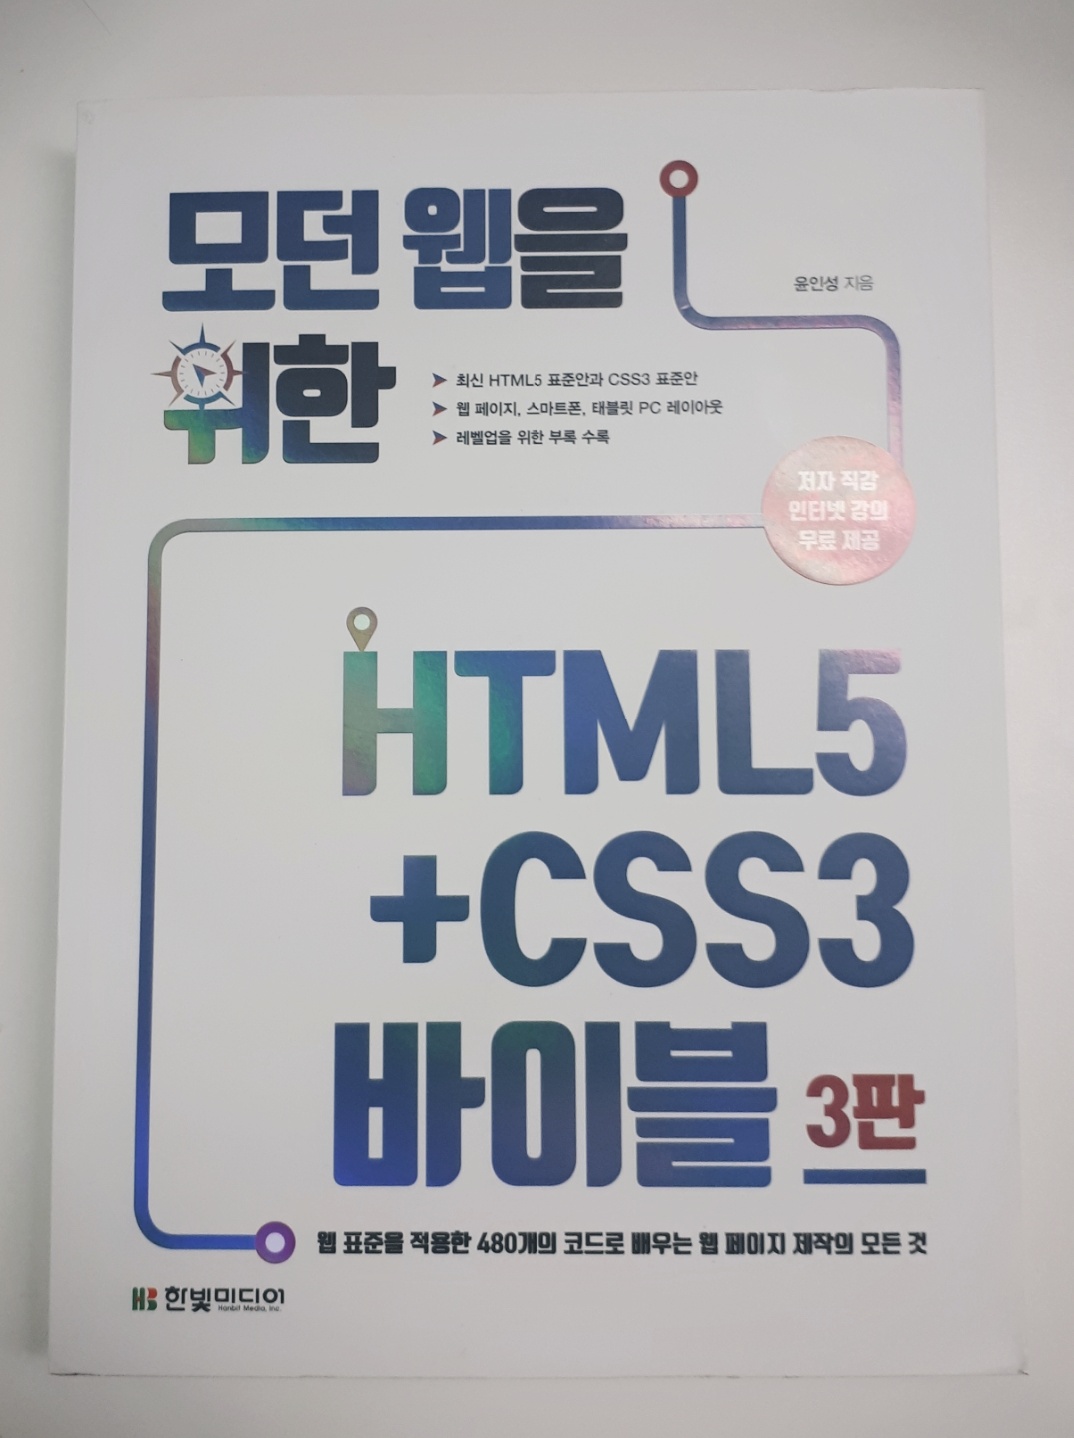 모던 웹을
위한
윤인성 지음
최신 HTML5 표준안과 CSS3 표준안
웹 페이지, 스마트폰, 태블릿 PC 레이아웃
레벨업을 위한 부록 수록
저자 직강
인터넷 강의
무료 제공
HTML5
+CSS3
바이블 3판
웹 표준을 적용한 480개의 코드로 배우는 웹 페이지 제작의 모든 것
HB 한빛미디어
Hanbit Media, Inc.